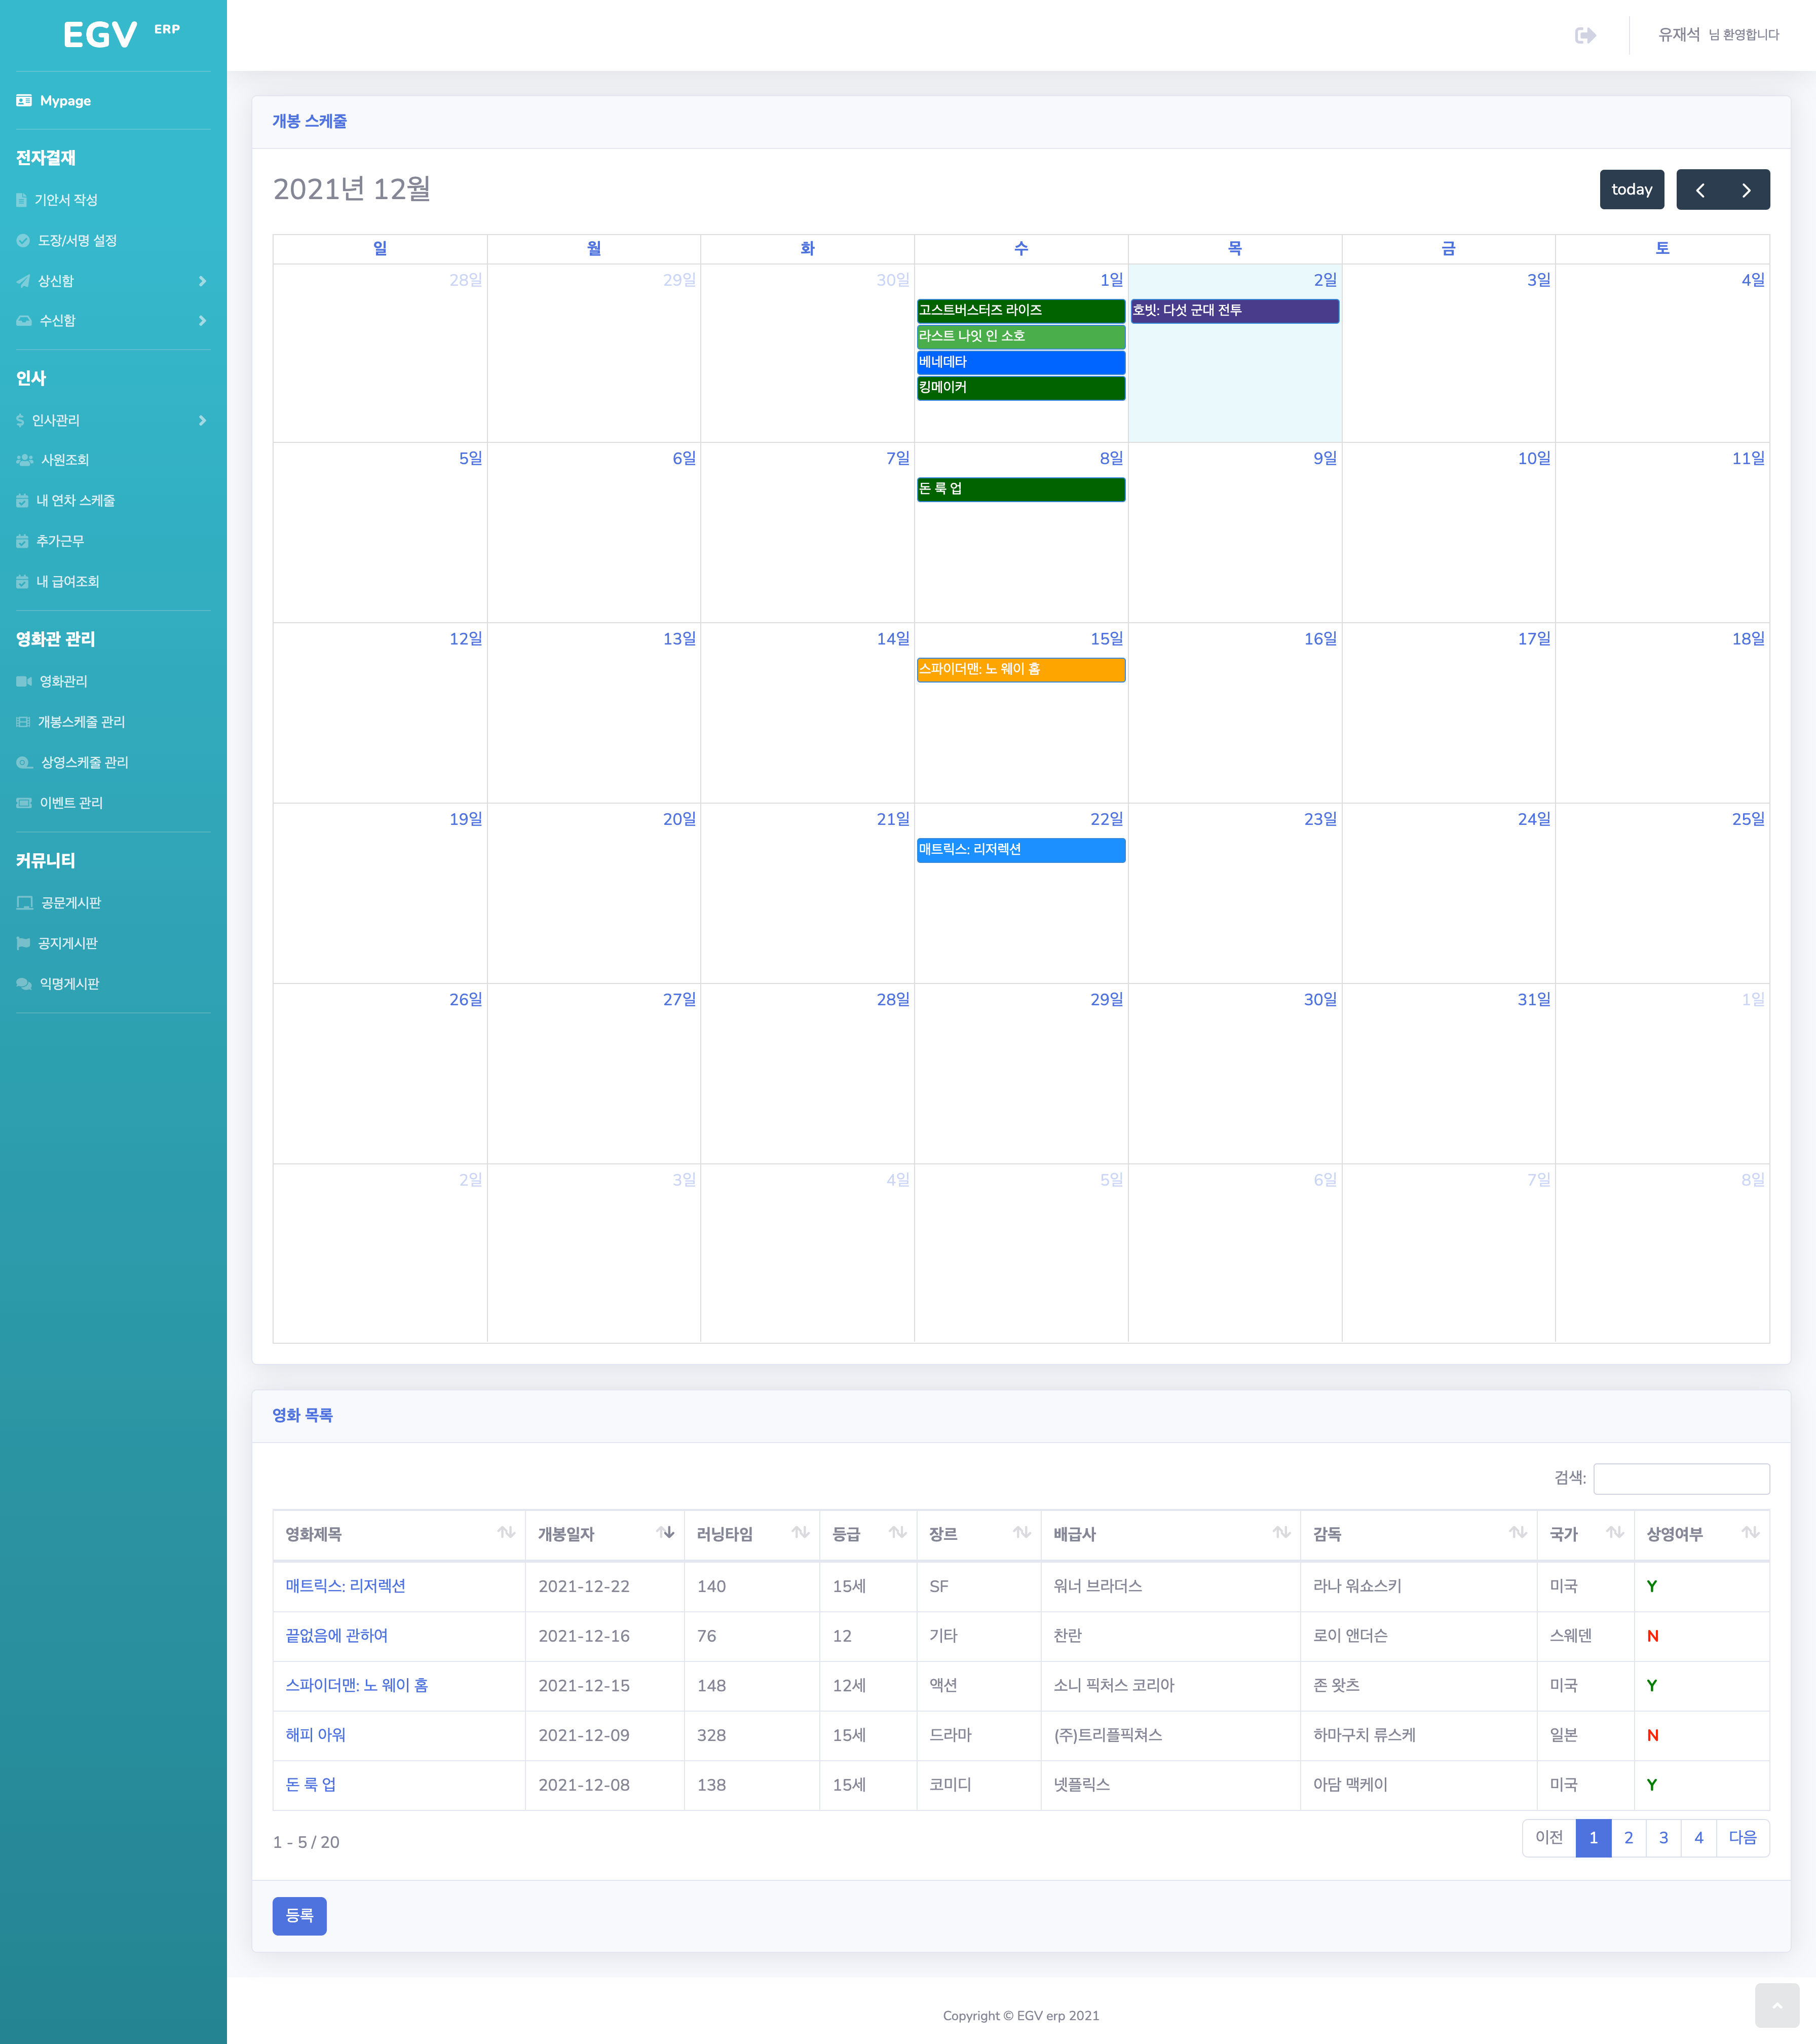 EGV ERP
Mypage
전자결재
기안서 작성
도장/서명 설정
상신함
수신함
인사
인사관리
사원조회
내 연차 스케줄
추가근무
내 급여조회
영화관 관리
영화관리
개봉스케줄 관리
상영스케줄 관리
이벤트 관리
커뮤니티
공문게시판
공지게시판
익명게시판
유재석 님 환영합니다
개봉 스케줄
2021년 12월
today
일 월 화 수 목 금 토
28일 29일 30일 1일 2일 3일 4일
고스트버스터즈 라이즈 호빗: 다섯 군대 전투
라스트 나잇 인 소호
베네데타
킹메이커
5일 6일 7일 8일 9일 10일 11일
돈 룩 업
12일 13일 14일 15일 16일 17일 18일
스파이더맨: 노 웨이 홈
19일 20일 21일 22일 23일 24일 25일
매트릭스: 리저렉션
26일 27일 28일 29일 30일 31일 1일
2일 3일 4일 5일 6일 7일 8일
영화 목록
검색:
영화제목 개봉일자 러닝타임 등급 장르 배급사 감독 국가 상영여부
매트릭스: 리저렉션 2021-12-22 140 15세 SF 워너 브라더스 라나 워쇼스키 미국 Y
끝없음에 관하여 2021-12-16 76 12 기타 찬란 로이 앤더슨 스웨덴 N
스파이더맨: 노 웨이 홈 2021-12-15 148 12세 액션 소니 픽처스 코리아 존 왓츠 미국 Y
해피 아워 2021-12-09 328 15세 드라마 (주)트리플픽쳐스 하마구치 류스케 일본 N
돈 룩 업 2021-12-08 138 15세 코미디 넷플릭스 아담 맥케이 미국 Y
1 - 5 / 20
이전 1 2 3 4 다음
등록
Copyright © EGV erp 2021